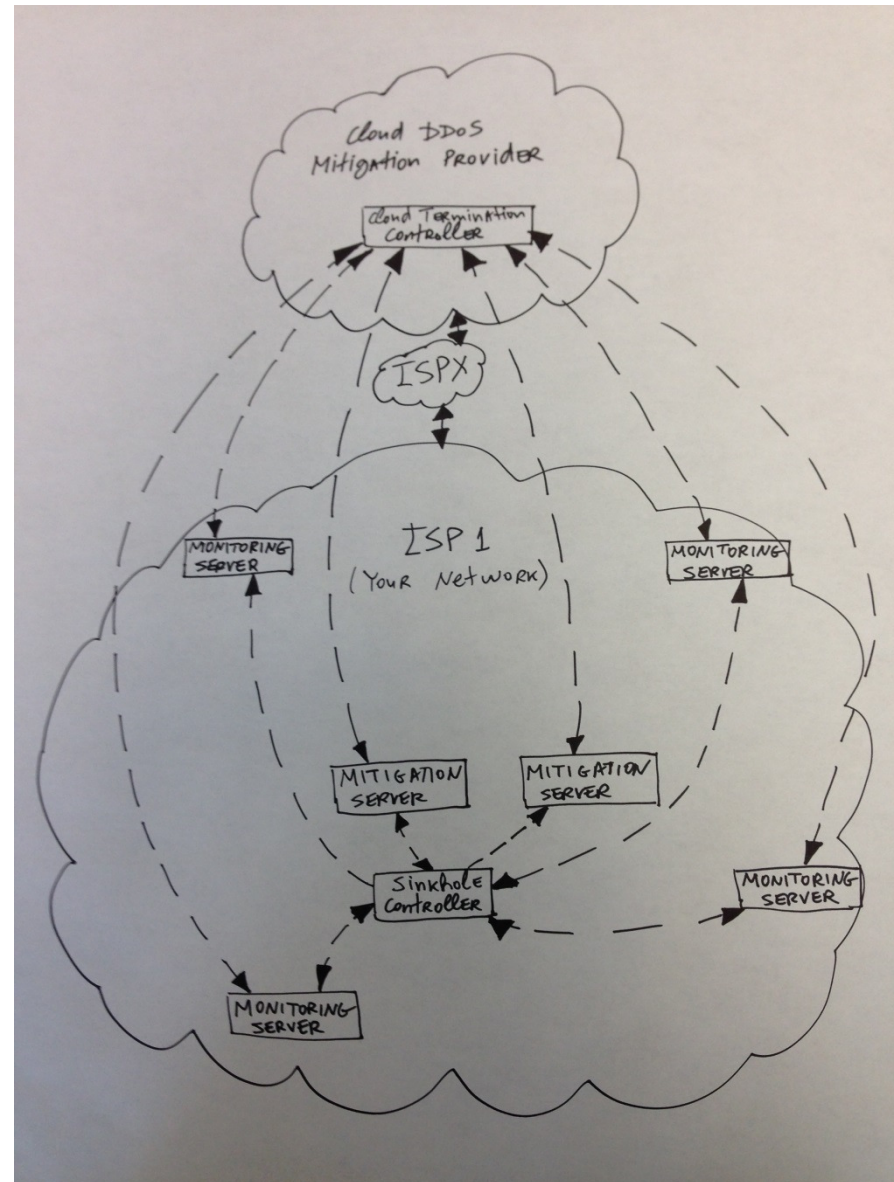 Cloud DDoS
Mitigation Provider
Cloud Termination
Controller
ISPX
ISP 1
(Your Network)
MONITORING
SERVER
MONITORING
SERVER
MITIGATION
SERVER
MITIGATION
SERVER
Sinkhole
Controller
MONITORING
SERVER
MONITORING
SERVER